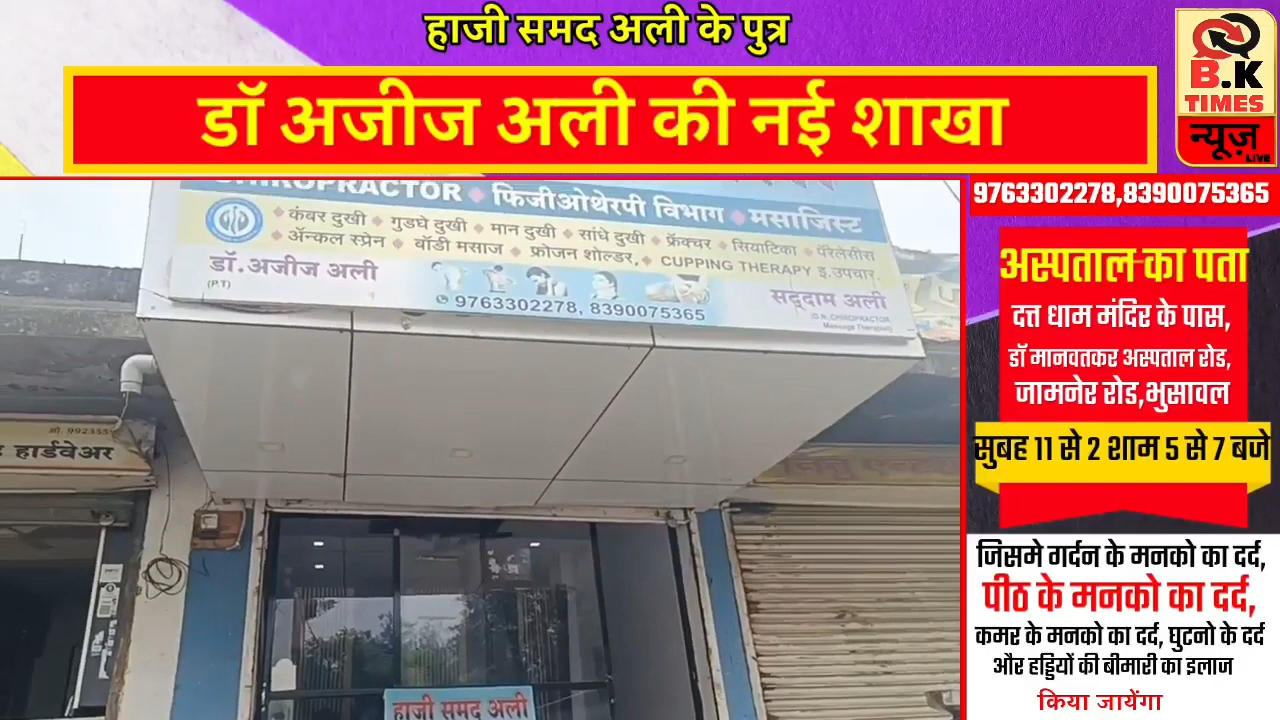 हाजी समद अली के पुत्र
डॉ अजीज अली की नई शाखा
B.K
TIMES
न्यूज़
LIVE
9763302278,8390075365
CHIROPRACTOR ◆ फिजीओथेरपी विभाग ◆ मसाजिस्ट
◆ कंबर दुखी ◆ गुडघे दुखी ◆ मान दुखी ◆ सांधे दुखी ◆ फ्रॅक्चर ◆ सियाटिका ◆ पॅरेलेसीस
◆ ॲन्कल स्प्रेन ◆ बॉडी मसाज ◆ फ्रोजन शोल्डर, ◆ CUPPING THERAPY इ.उपचार.
डॉ.अजीज अली
(P.T)
9763302278, 8390075365
सद्दाम अली
मो. 992355
हार्डवेअर
हाजी समद अली
अस्पताल का पता
दत्त धाम मंदिर के पास,
डॉ मानवतकर अस्पताल रोड,
जामनेर रोड,भुसावल
सुबह 11 से 2 शाम 5 से 7 बजे
जिसमे गर्दन के मनको का दर्द,
पीठ के मनको का दर्द,
कमर के मनको का दर्द, घुटनो के दर्द
और हड्डियों की बीमारी का इलाज
किया जायेंगा